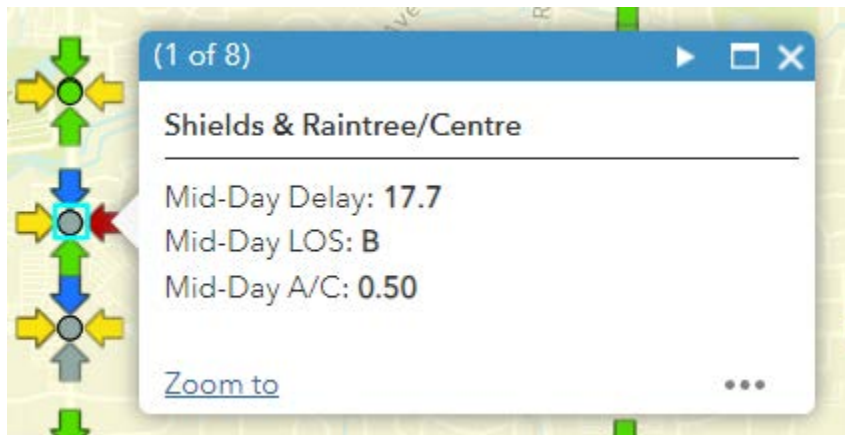 (1 of 8)
Shields & Raintree/Centre
Mid-Day Delay: 17.7
Mid-Day LOS: B
Mid-Day A/C: 0.50
Zoom to